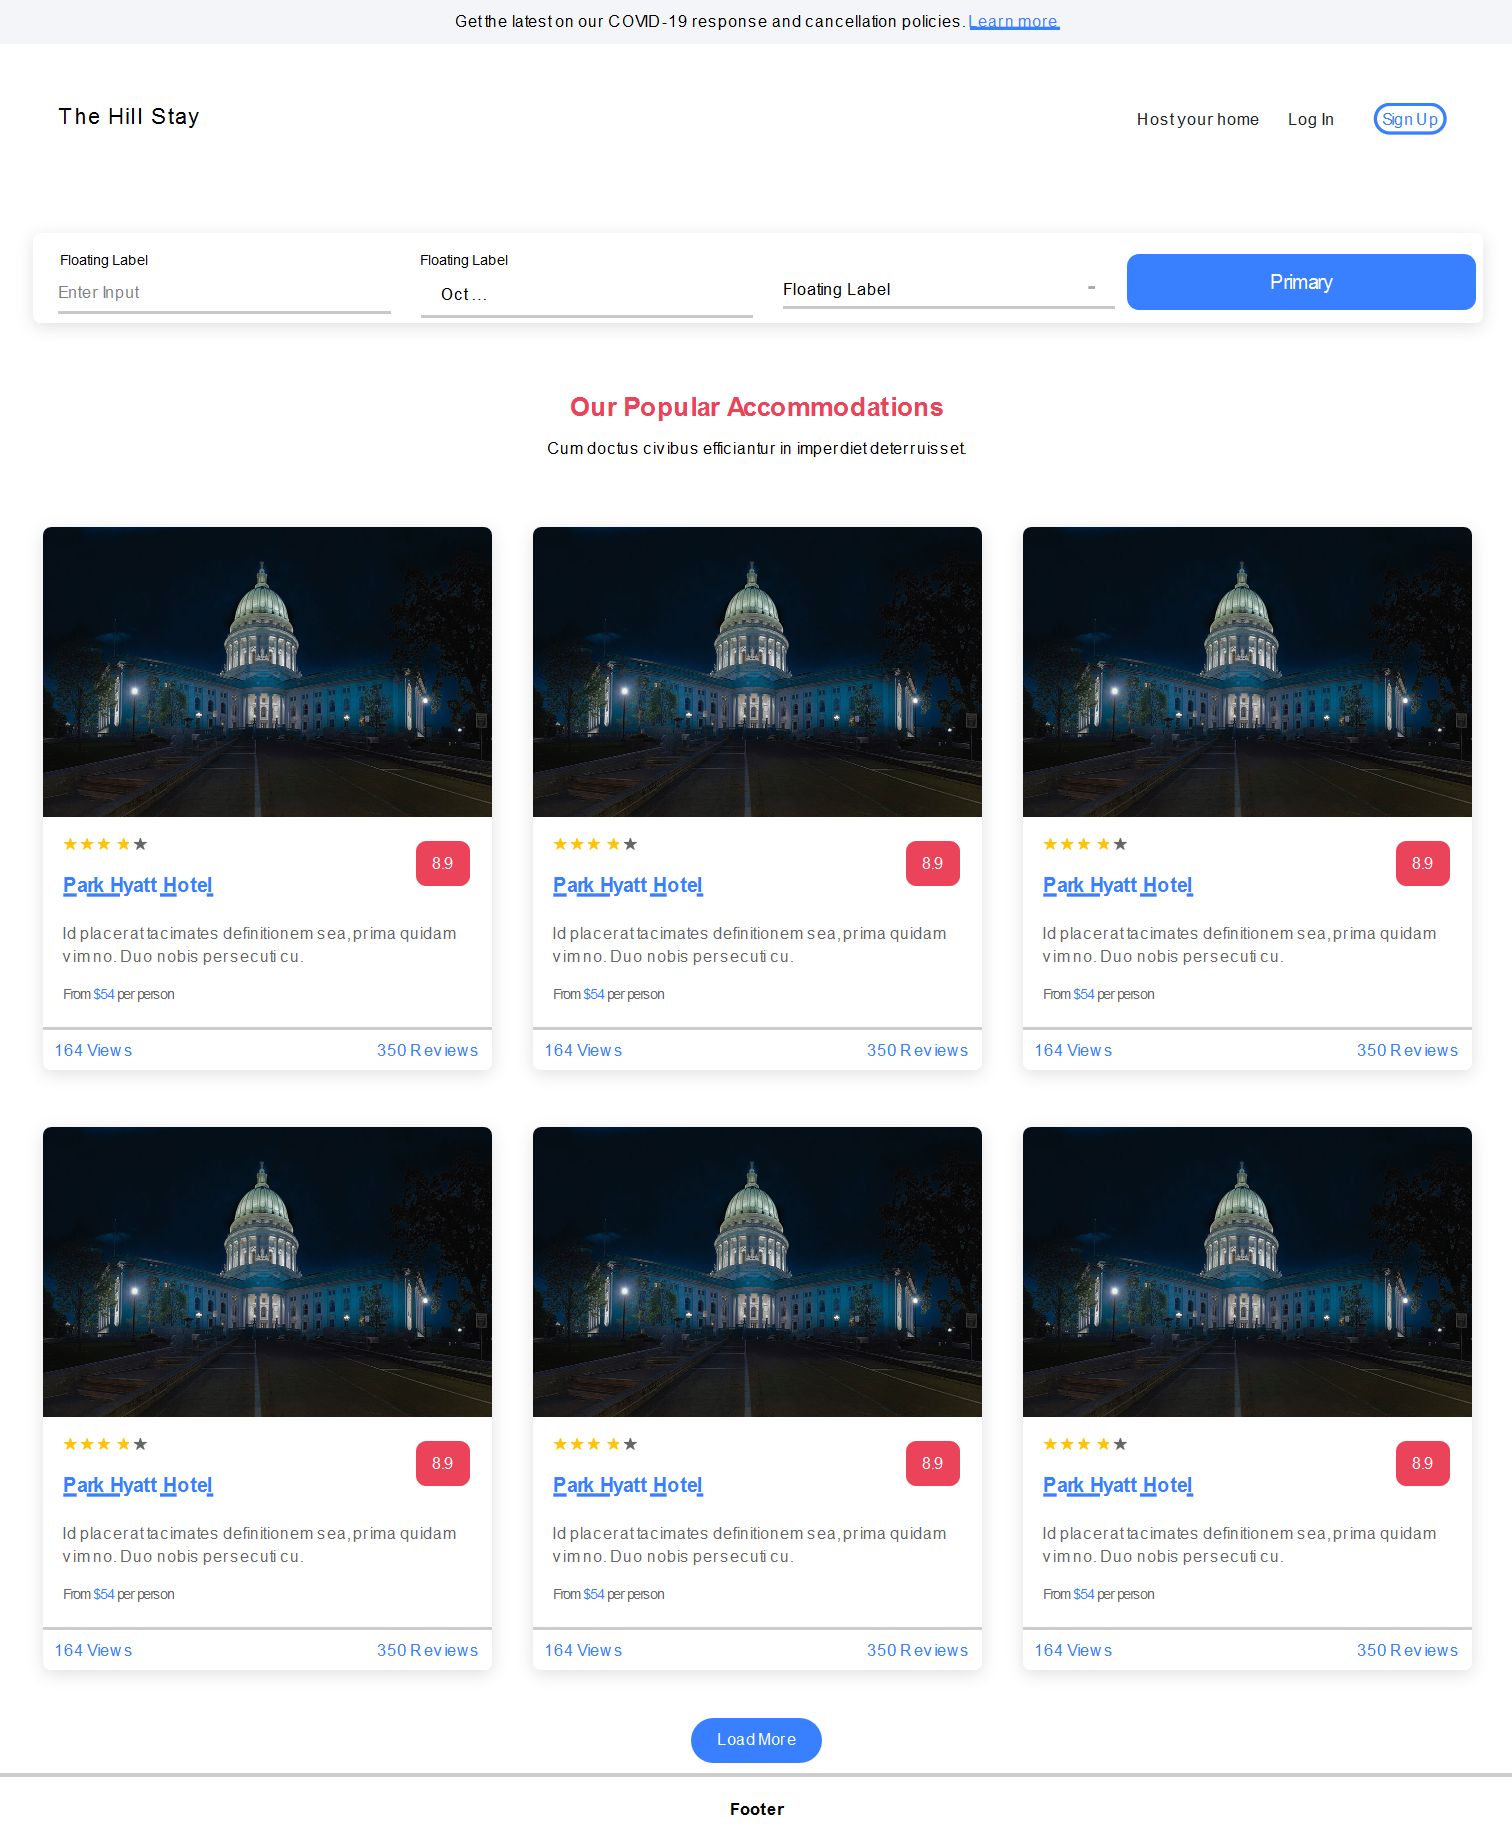 Get the latest on our COVID-19 response and cancellation policies. Learn more
The Hill Stay
Host your home Log In Sign Up
Floating Label
Enter Input
Floating Label
Oct ...
Floating Label -
Primary
Our Popular Accommodations
Cum doctus civibus efficiantur in imperdiet deterruisset.
8.9
Park Hyatt Hotel
Id placerat tacimates definitionem sea, prima quidam
vim no. Duo nobis persecuti cu.
From $54 per person
164 Views 350 Reviews
8.9
Park Hyatt Hotel
Id placerat tacimates definitionem sea, prima quidam
vim no. Duo nobis persecuti cu.
From $54 per person
164 Views 350 Reviews
8.9
Park Hyatt Hotel
Id placerat tacimates definitionem sea, prima quidam
vim no. Duo nobis persecuti cu.
From $54 per person
164 Views 350 Reviews
8.9
Park Hyatt Hotel
Id placerat tacimates definitionem sea, prima quidam
vim no. Duo nobis persecuti cu.
From $54 per person
164 Views 350 Reviews
8.9
Park Hyatt Hotel
Id placerat tacimates definitionem sea, prima quidam
vim no. Duo nobis persecuti cu.
From $54 per person
164 Views 350 Reviews
8.9
Park Hyatt Hotel
Id placerat tacimates definitionem sea, prima quidam
vim no. Duo nobis persecuti cu.
From $54 per person
164 Views 350 Reviews
Load More
Footer